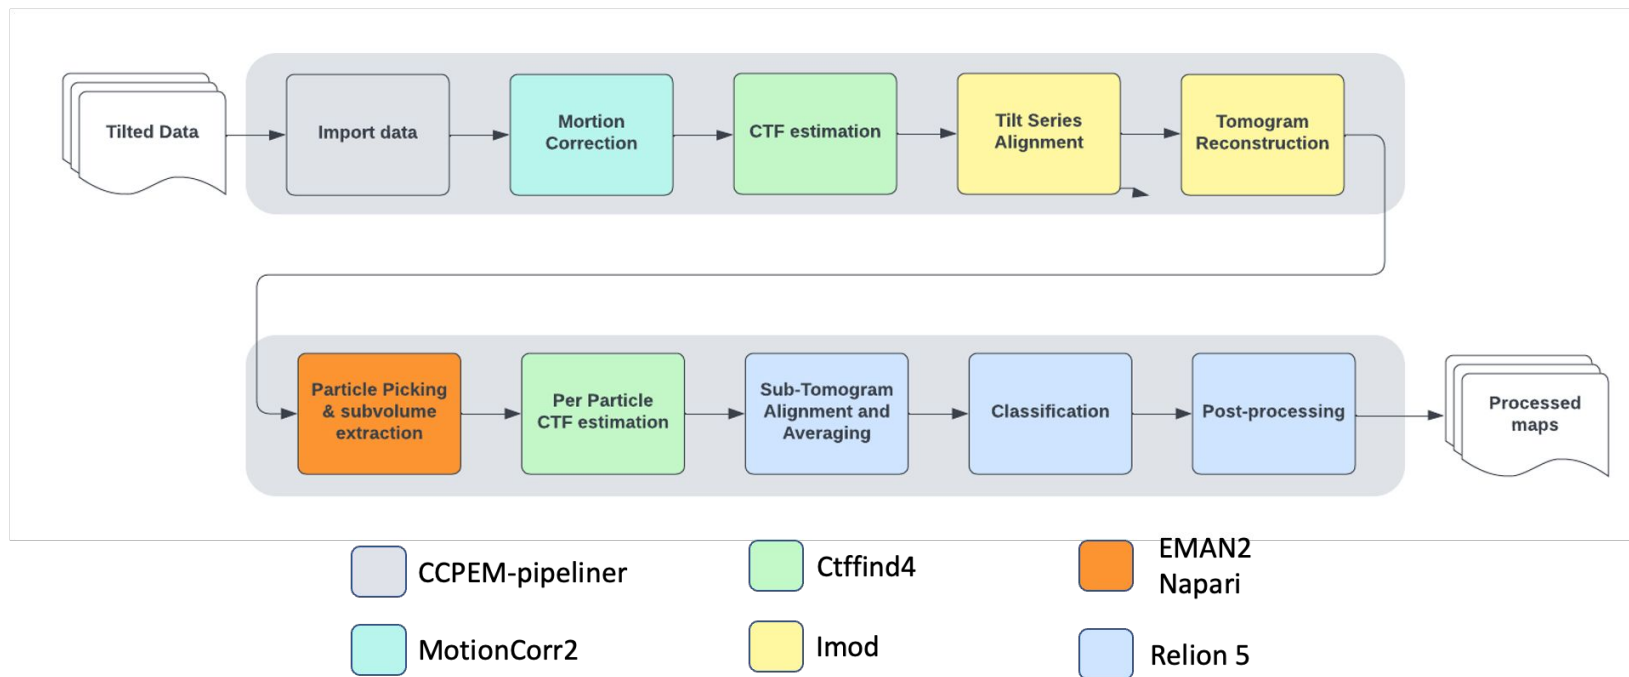 Tilted Data
Import data
Mortion
Correction
CTF estimation
Tilt Series
Alignment
Tomogram
Reconstruction
Particle Picking
& subvolume
extraction
Per Particle
CTF estimation
Sub-Tomogram
Alignment and
Averaging
Classification
Post-processing
Processed
maps
CCPEM-pipeliner
Ctffind4
EMAN2
Napari
MotionCorr2
Imod
Relion 5